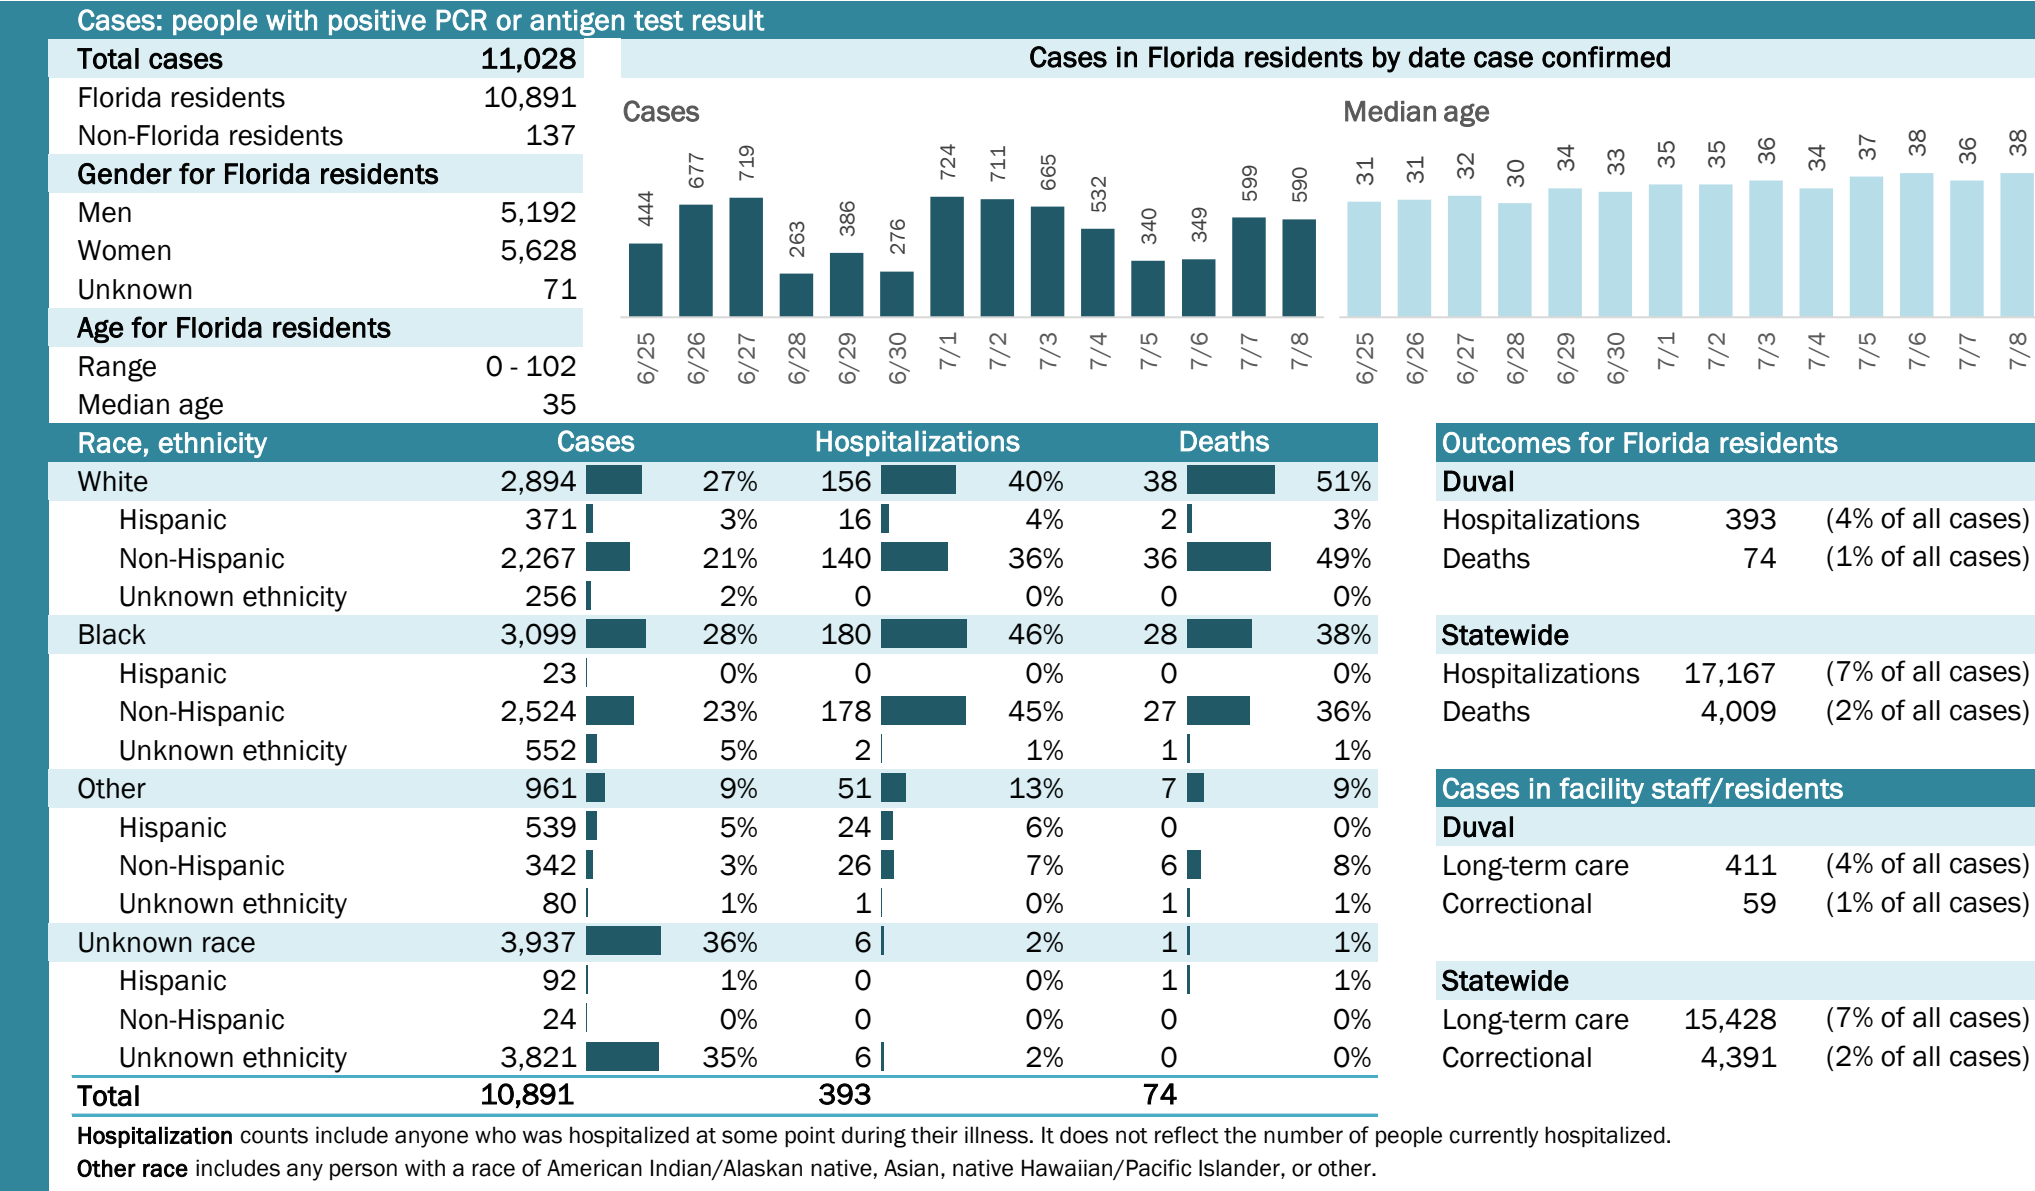 Cases: people with positive PCR or antigen test result
Total cases 11,028
Florida residents 10,891
Non-Florida residents 137
Gender for Florida residents
Men 5,192
Women 5,628
Unknown 71
Age for Florida residents
Range 0 - 102
Median age 35
Cases in Florida residents by date case confirmed
Cases
444 677 719 263 386 276 724 711 665 532 340 349 599 590
6/25 6/26 6/27 6/28 6/29 6/30 7/1 7/2 7/3 7/4 7/5 7/6 7/7 7/8
Median age
31 31 32 30 34 33 35 35 36 34 37 38 36 38
6/25 6/26 6/27 6/28 6/29 6/30 7/1 7/2 7/3 7/4 7/5 7/6 7/7 7/8
Race, ethnicity Cases Hospitalizations Deaths
White 2,894 27% 156 40% 38 51%
Hispanic 371 3% 16 4% 2 3%
Non-Hispanic 2,267 21% 140 36% 36 49%
Unknown ethnicity 256 2% 0 0% 0 0%
Black 3,099 28% 180 46% 28 38%
Hispanic 23 0% 0 0% 0 0%
Non-Hispanic 2,524 23% 178 45% 27 36%
Unknown ethnicity 552 5% 2 1% 1 1%
Other 961 9% 51 13% 7 9%
Hispanic 539 5% 24 6% 0 0%
Non-Hispanic 342 3% 26 7% 6 8%
Unknown ethnicity 80 1% 1 0% 1 1%
Unknown race 3,937 36% 6 2% 1 1%
Hispanic 92 1% 0 0% 1 1%
Non-Hispanic 24 0% 0 0% 0 0%
Unknown ethnicity 3,821 35% 6 2% 0 0%
Total 10,891 393 74
Outcomes for Florida residents
Duval
Hospitalizations 393 (4% of all cases)
Deaths 74 (1% of all cases)
Statewide
Hospitalizations 17,167 (7% of all cases)
Deaths 4,009 (2% of all cases)
Cases in facility staff/residents
Duval
Long-term care 411 (4% of all cases)
Correctional 59 (1% of all cases)
Statewide
Long-term care 15,428 (7% of all cases)
Correctional 4,391 (2% of all cases)
Hospitalization counts include anyone who was hospitalized at some point during their illness. It does not reflect the number of people currently hospitalized.
Other race includes any person with a race of American Indian/Alaskan native, Asian, native Hawaiian/Pacific Islander, or other.